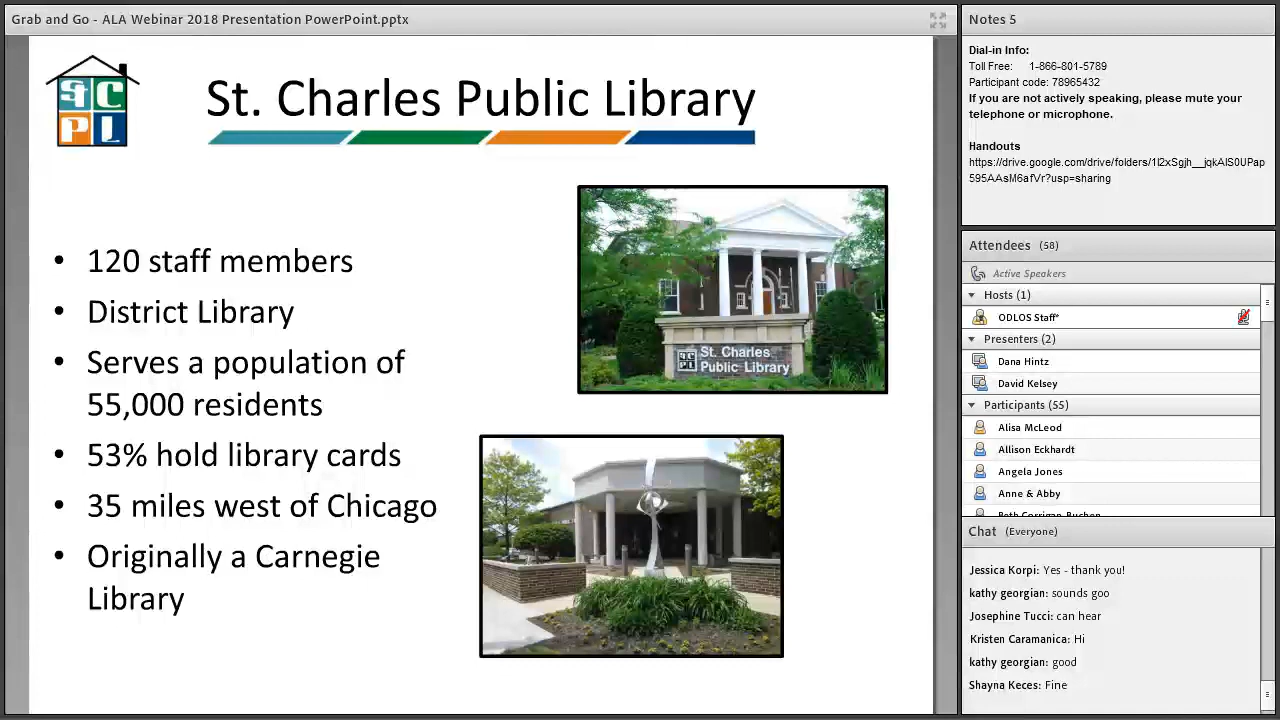 Grab and Go - ALA Webinar 2018 Presentation PowerPoint.pptx
S C
P L
St. Charles Public Library
• 120 staff members
• District Library
• Serves a population of
55,000 residents
• 53% hold library cards
• 35 miles west of Chicago
• Originally a Carnegie
Library
St. Charles
Public Library
Notes 5
Dial-in Info:
Toll Free: 1-866-801-5789
Participant code: 78965432
If you are not actively speaking, please mute your
telephone or microphone.
Handouts
https://drive.google.com/drive/folders/1I2xSgjh__jqkAIS0UPap
595AAsM6afVr?usp=sharing
Attendees (58)
Active Speakers
Hosts (1)
ODLOS Staff*
Presenters (2)
Dana Hintz
David Kelsey
Participants (55)
Alisa McLeod
Allison Eckhardt
Angela Jones
Anne & Abby
Chat (Everyone)
Jessica Korpi: Yes - thank you!
kathy georgian: sounds goo
Josephine Tucci: can hear
Kristen Caramanica: Hi
kathy georgian: good
Shayna Keces: Fine